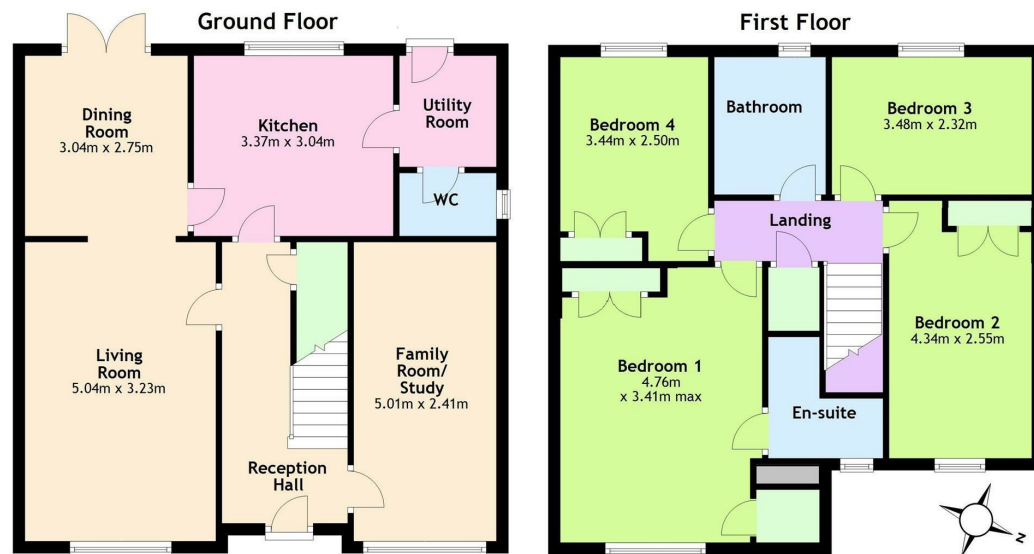 Ground Floor
Dining
Room
3.04m x 2.75m
Kitchen
3.37m x 3.04m
Utility
Room
WC
Living
Room
5.04m x 3.23m
Family
Room/
Study
5.01m x 2.41m
Reception
Hall
First Floor
Bedroom 4
3.44m x 2.50m
Bathroom
Bedroom 3
3.48m x 2.32m
Landing
Bedroom 1
4.76m
x 3.41m max
Bedroom 2
4.34m x 2.55m
En-suite
N